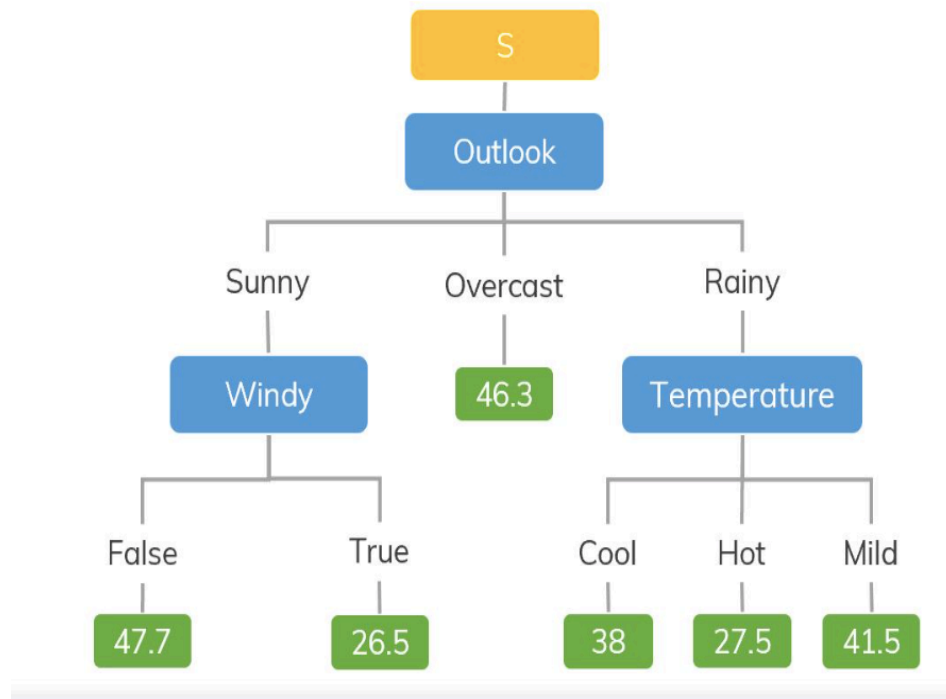 S
Outlook
Sunny
Overcast
Rainy
Windy
46.3
Temperature
False
True
Cool
Hot
Mild
47.7
26.5
38
27.5
41.5